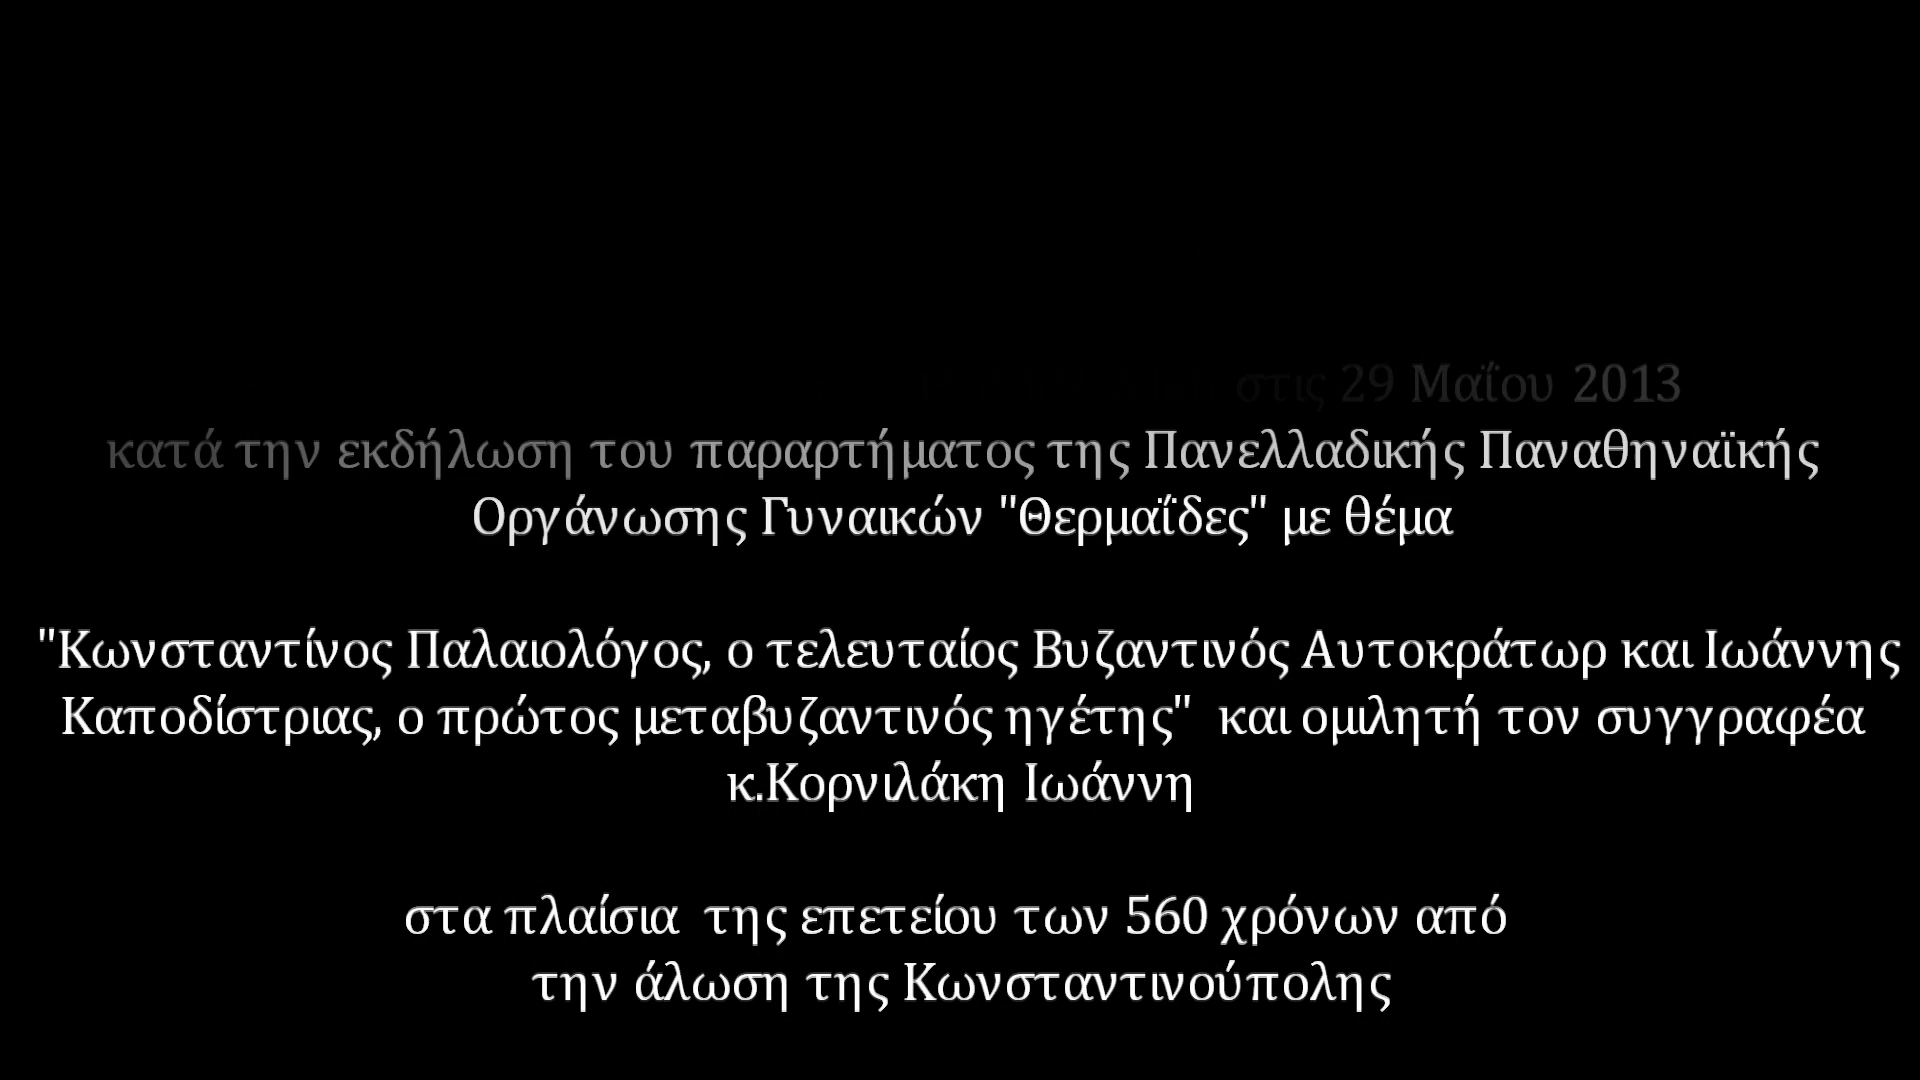 στις 29 Μαΐου 2013
κατά την εκδήλωση του παραρτήματος της Πανελλαδικής Παναθηναϊκής
Οργάνωσης Γυναικών "Θερμαΐδες" με θέμα
"Κωνσταντίνος Παλαιολόγος, ο τελευταίος Βυζαντινός Αυτοκράτωρ και Ιωάννης
Καποδίστριας, ο πρώτος μεταβυζαντινός ηγέτης"  και ομιλητή τον συγγραφέα
κ.Κορνιλάκη Ιωάννη
στα πλαίσια  της επετείου των 560 χρόνων από
την άλωση της Κωνσταντινούπολης